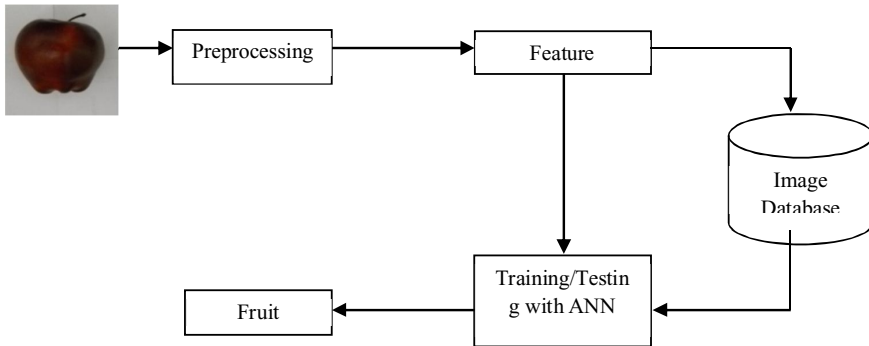 Preprocessing
Feature
Image
Database
Training/Testin
g with ANN
Fruit